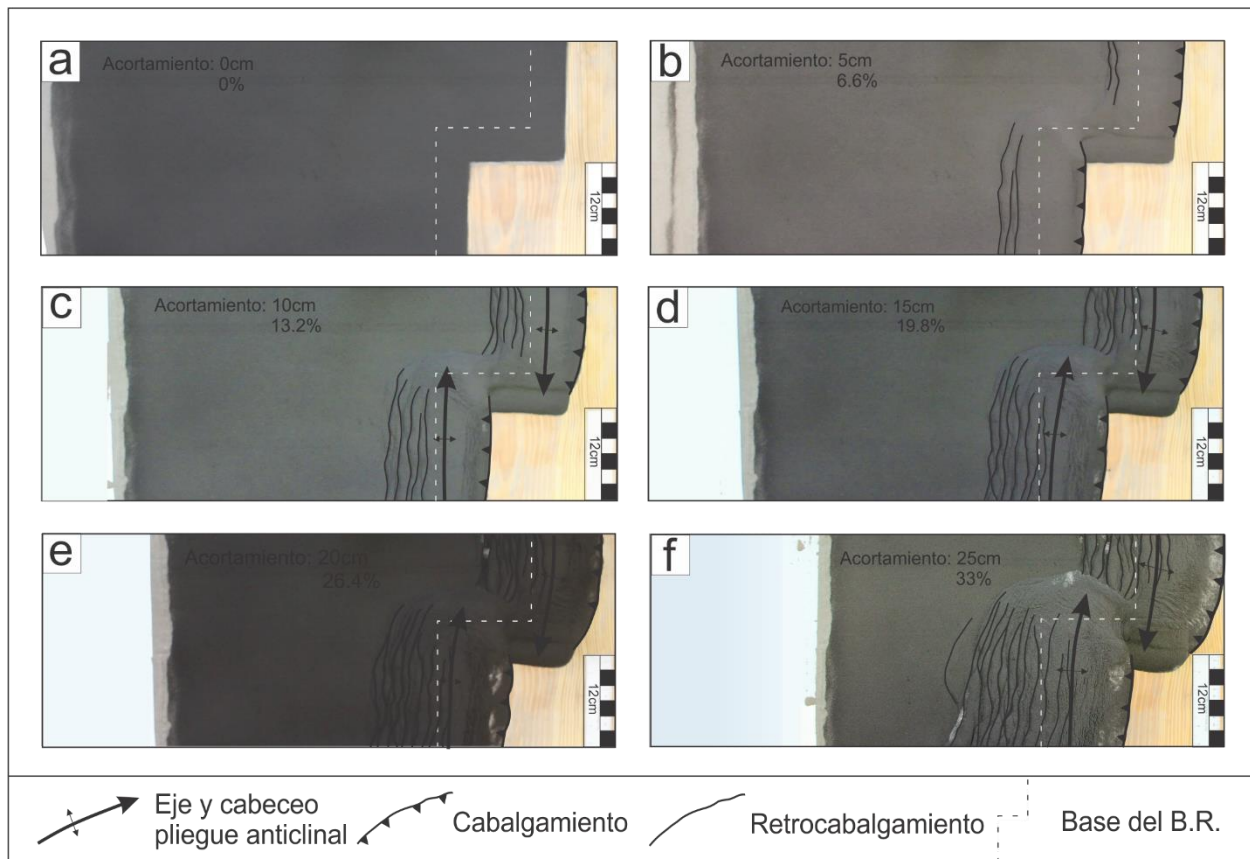 a
Acortamiento: 0cm
0%
12cm
b
Acortamiento: 5cm
6.6%
12cm
c
Acortamiento: 10cm
13.2%
12cm
d
Acortamiento: 15cm
19.8%
12cm
e
Acortamiento: 20cm
26.4%
12cm
f
Acortamiento: 25cm
33%
12cm
Eje y cabeceo
pliegue anticlinal
Cabalgamiento
Retrocabalgamiento
Base del B.R.